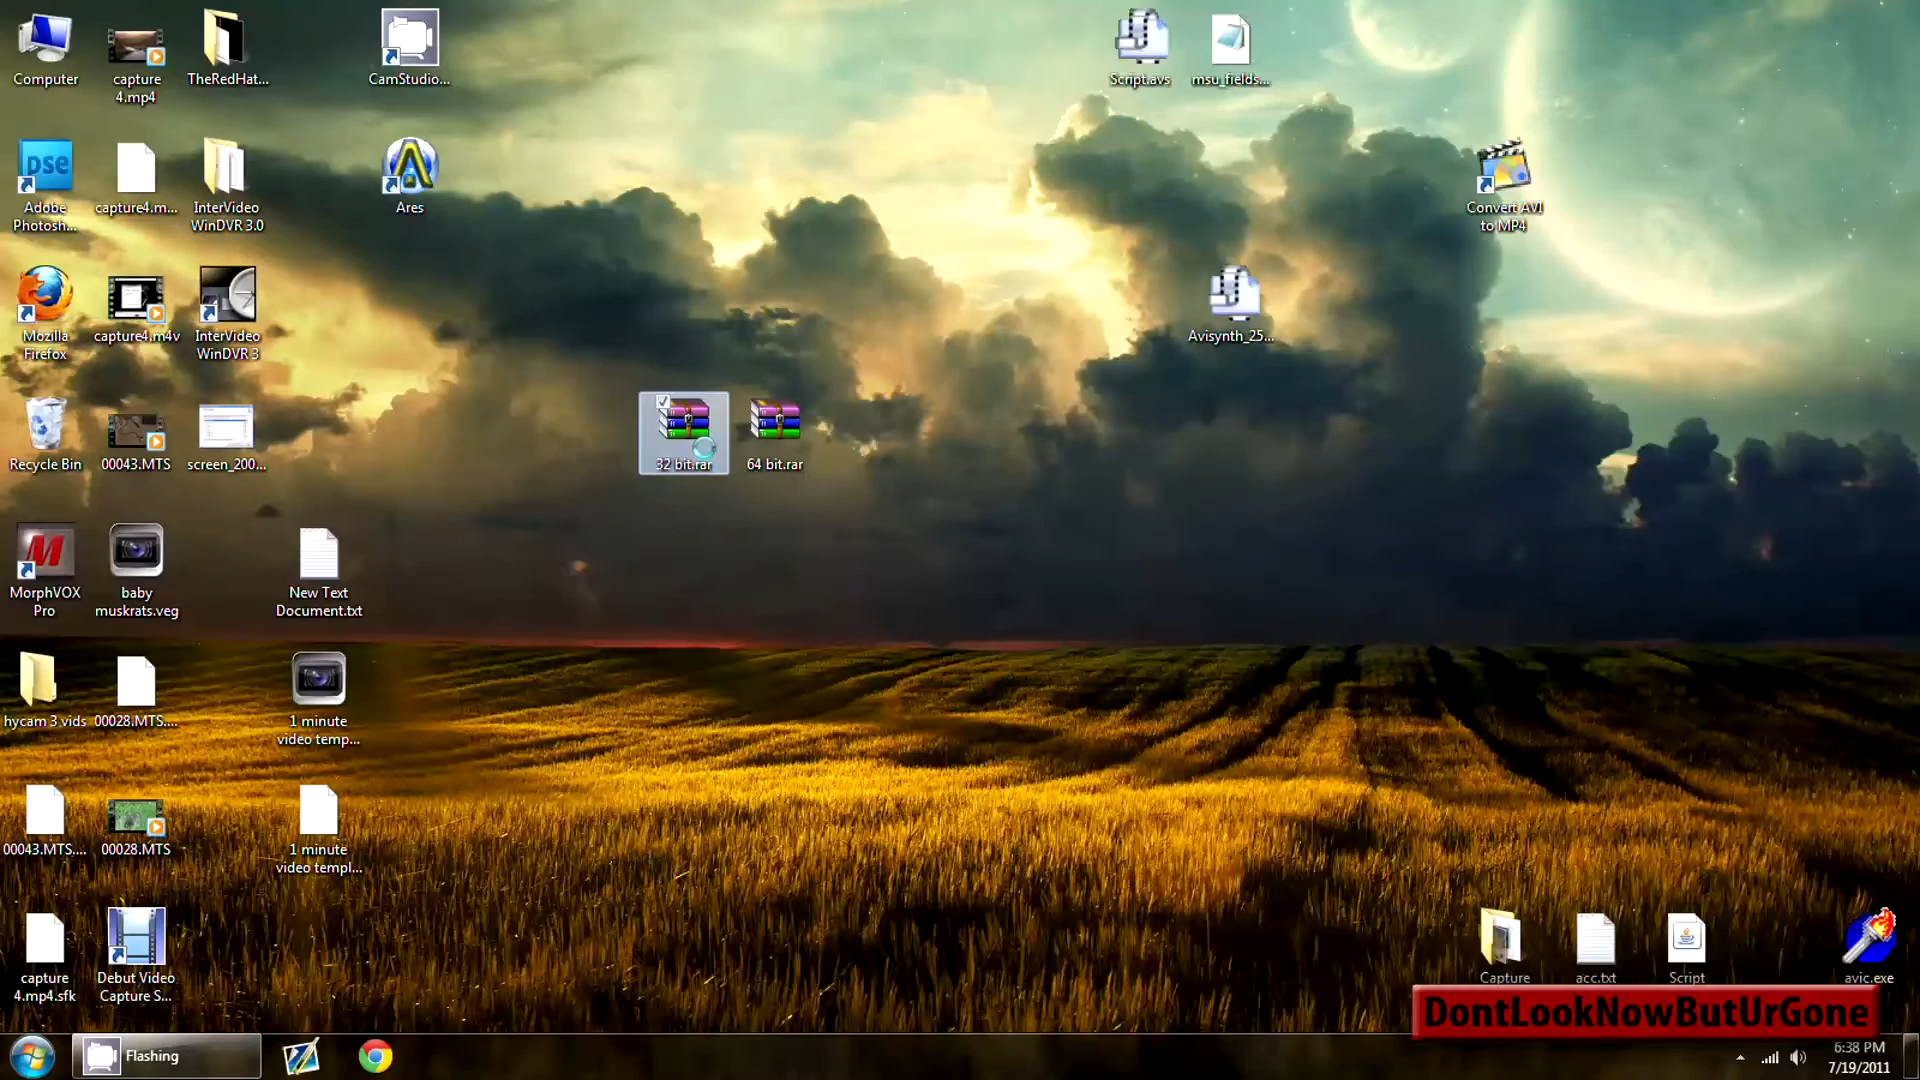 Computer
capture
4.mp4
TheRedHat...
CamStudio...
Script.avs
msu_fields...
pse
Adobe
Photosh...
capture4.m...
InterVideo
WinDVR 3.0
Ares
Convert AVI
to MP4
Mozilla
Firefox
capture4.m4v
InterVideo
WinDVR 3
Avisynth_25...
Recycle Bin
00043.MTS
screen_200...
32 bit.rar
64 bit.rar
M
MorphVOX
Pro
baby
muskrats.veg
New Text
Document.txt
hycam 3 vids
00028.MTS....
1 minute
video temp...
00043.MTS....
00028.MTS
1 minute
video templ...
capture
4.mp4.sfk
Debut Video
Capture S...
Capture
acc.txt
Script
avic.exe
DontLookNowButUrGone
Flashing
6:38 PM
7/19/2011